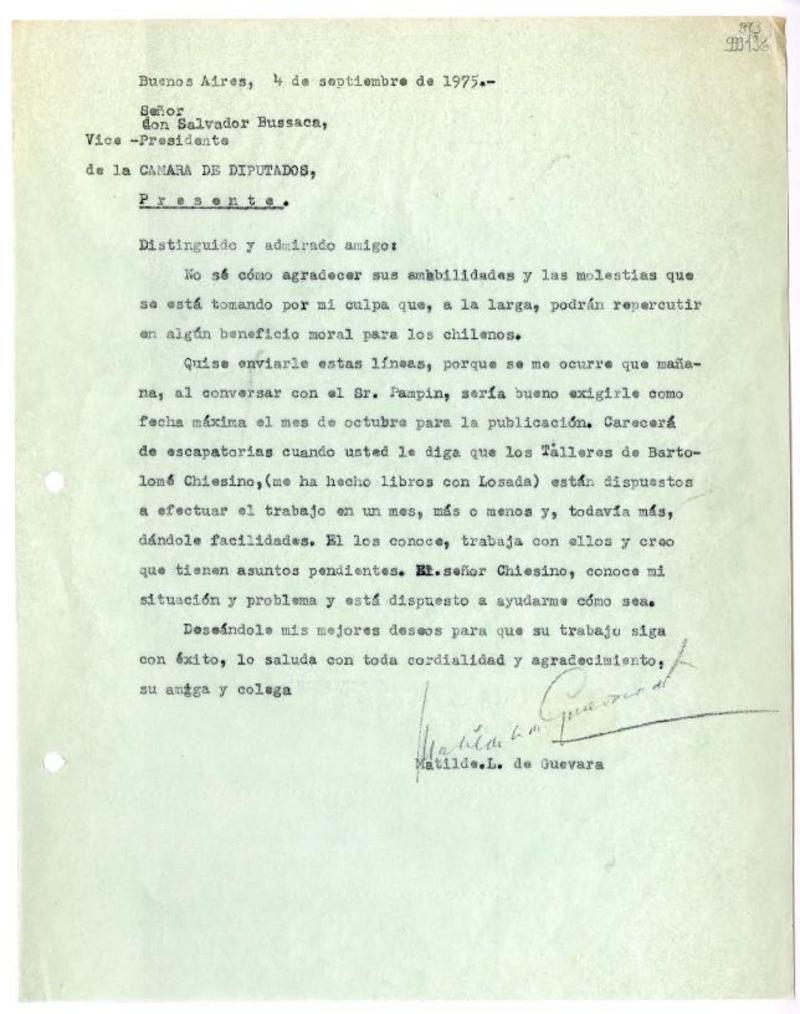 993
999136
Buenos Aires, 4 de septiembre de 1975.-
Señor
don Salvador Bussaca,
Vice -Presidente
de la CAMARA DE DIPUTADOS,
Presente.
Distinguido y admirado amigo:
No sé cómo agradecer sus amabilidades y las molestias que
se está tomando por mi culpa que, a la larga, podrán repercutir
en algún beneficio moral para los chilenos.
Quise enviarle estas líneas, porque se me ocurre que maña-
na, al conversar con el Sr. Pampin, sería bueno exigirle como
fecha máxima el mes de octubre para la publicación. Carecerá
de escapatorias cuando usted le diga que los Talleres de Barto-
lomé Chiesino,(me ha hecho libros con Losada) están dispuestos
a efectuar el trabajo en un mes, más o menos y, todavía más,
dándole facilidades. El los conoce, trabaja con ellos y creo
que tienen asuntos pendientes. El.señor Chiesino, conoce mi
situación y problema y está dispuesto a ayudarme cómo sea.
Deseándole mis mejores deseos para que su trabajo siga
con éxito, lo saluda con toda cordialidad y agradecimiento,
su amiga y colega
Matilde L. de Guevara
Matilde.L. de Guevara